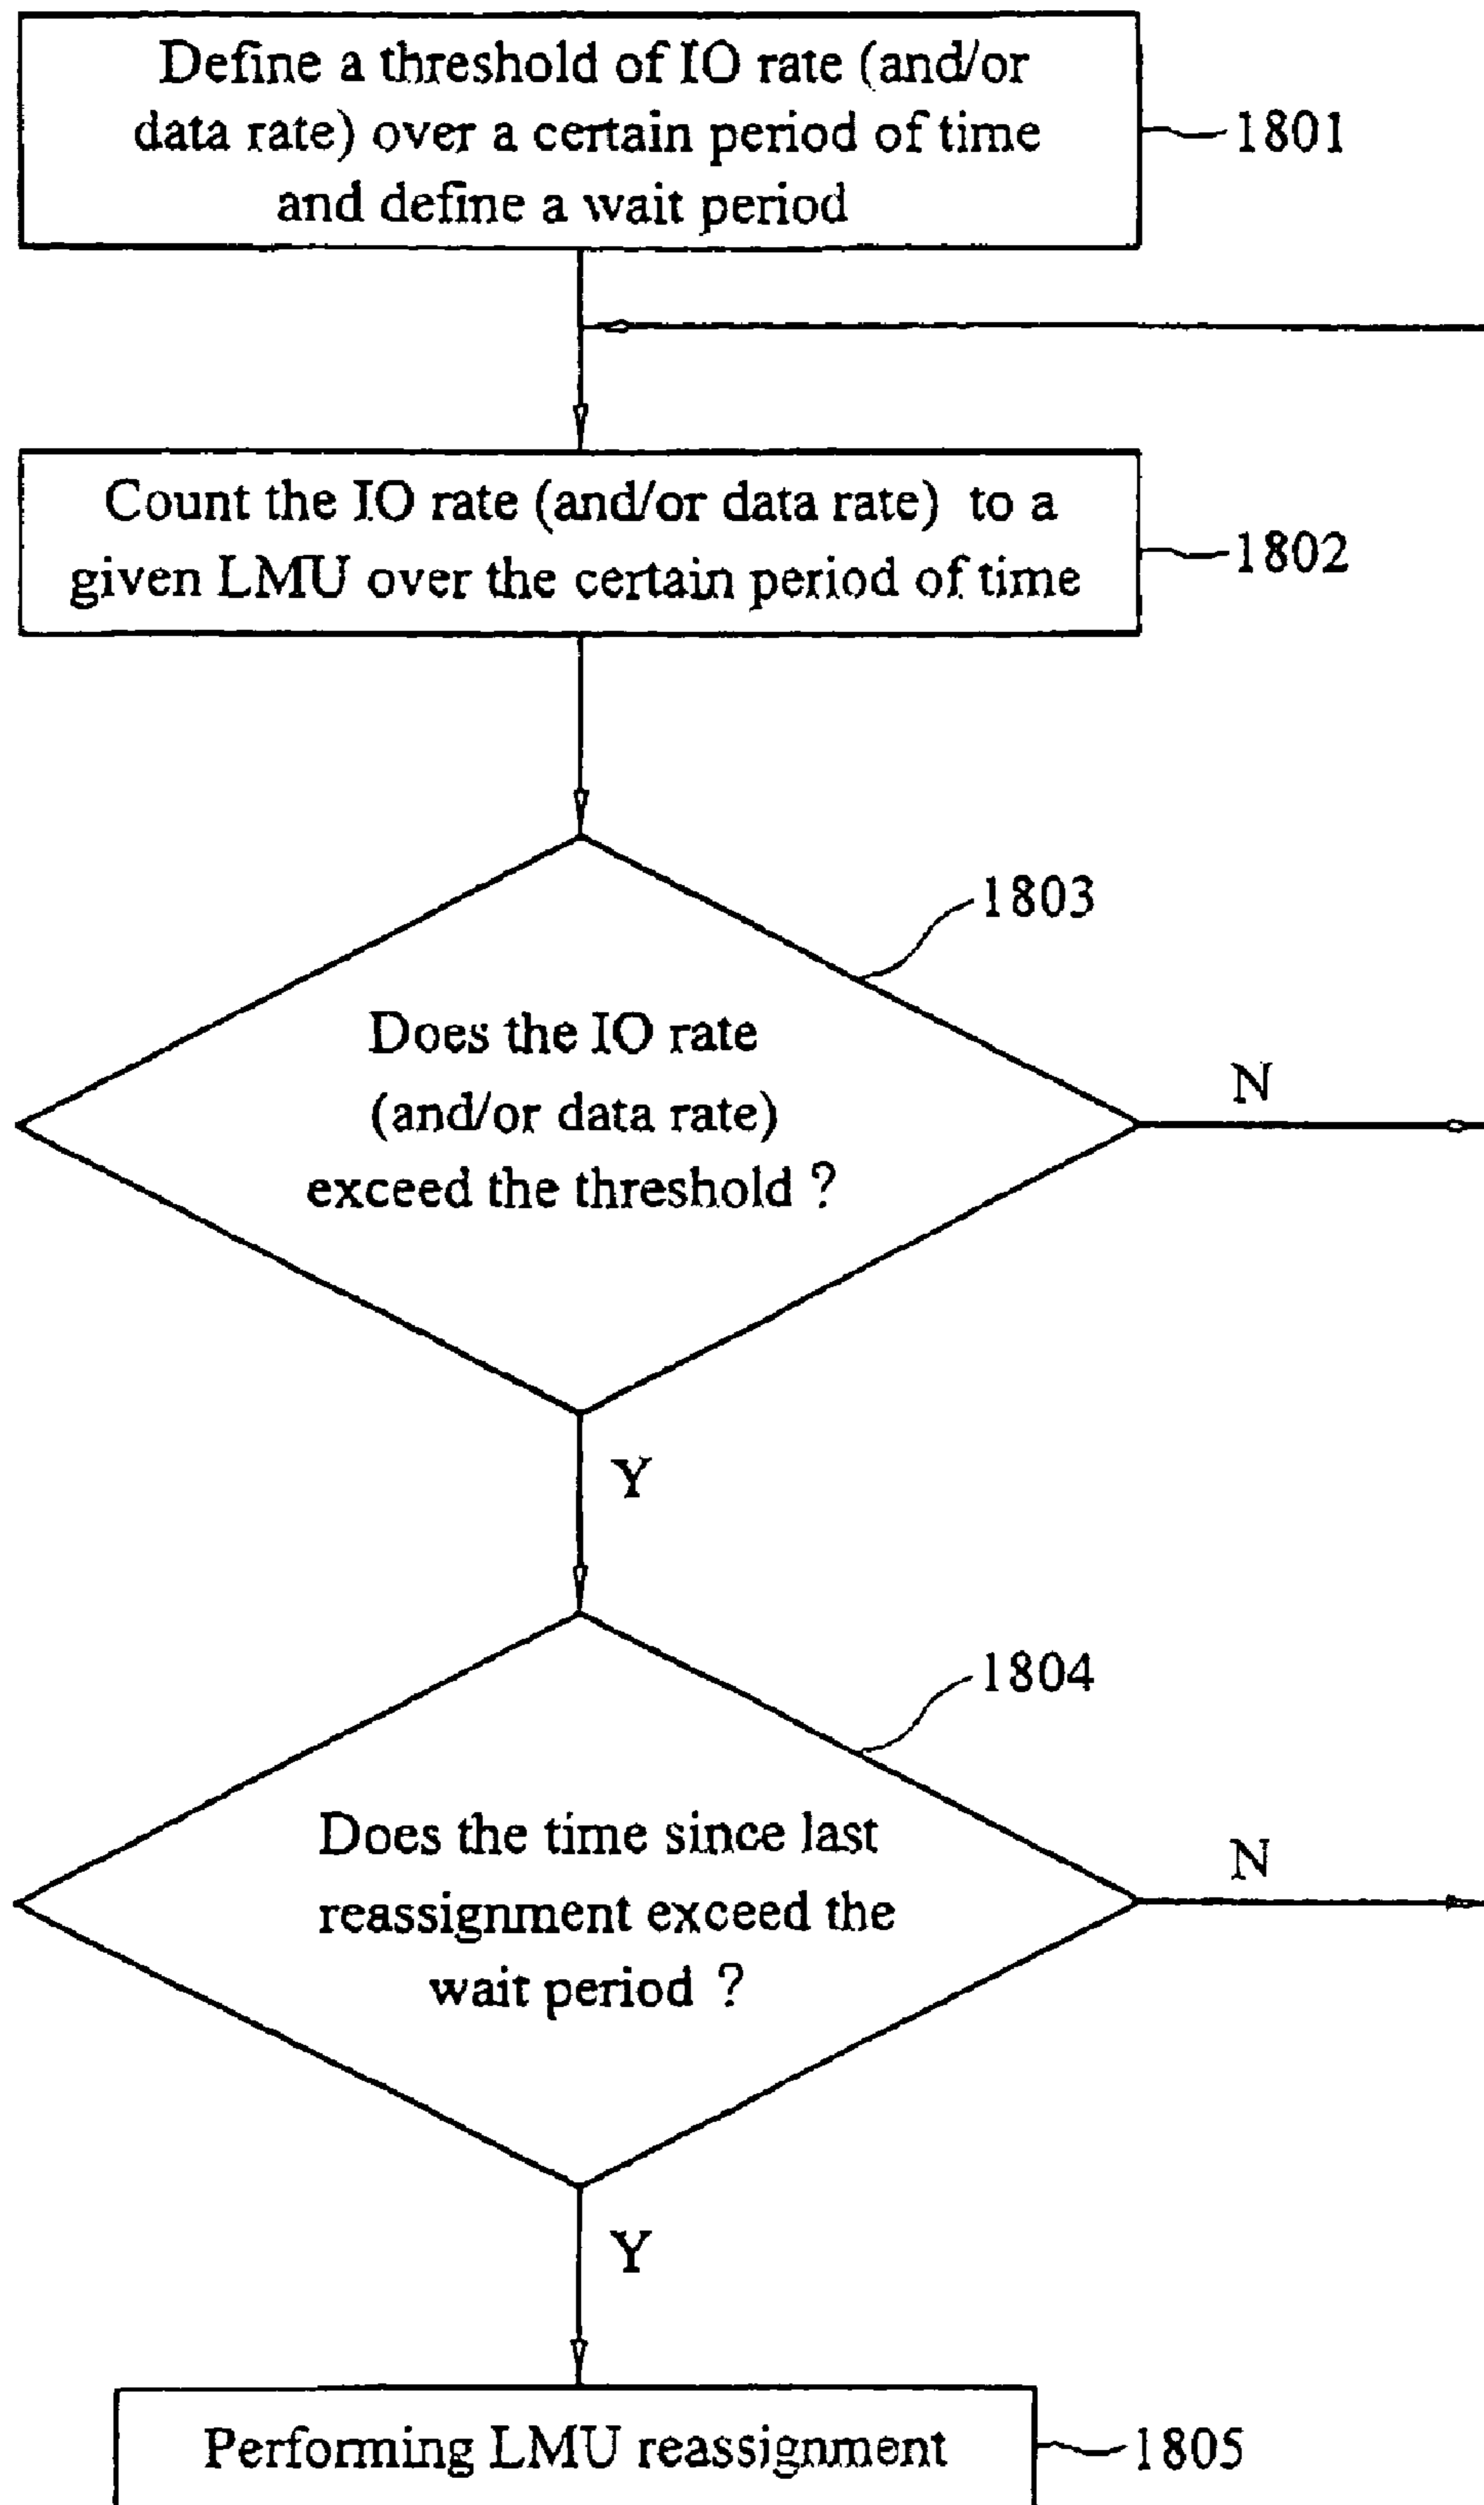 Define a threshold of IO rate (and/or
data rate) over a certain period of time
and define a wait period
1801
Count the IO rate (and/or data rate) to a
given LMU over the certain period of time
1802
1803
Does the IO rate
(and/or data rate)
exceed the threshold ?
N
Y
1804
Does the time since last
reassignment exceed the
wait period ?
N
Y
Performing LMU reassignment
1805